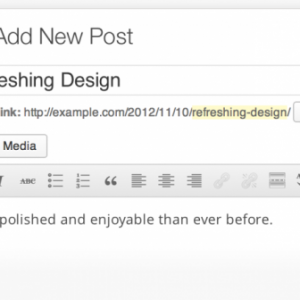 Add New Post
eshing Design
ink: http://example.com/2012/11/10/refreshing-design/
Media
ABC
polished and enjoyable than ever before.